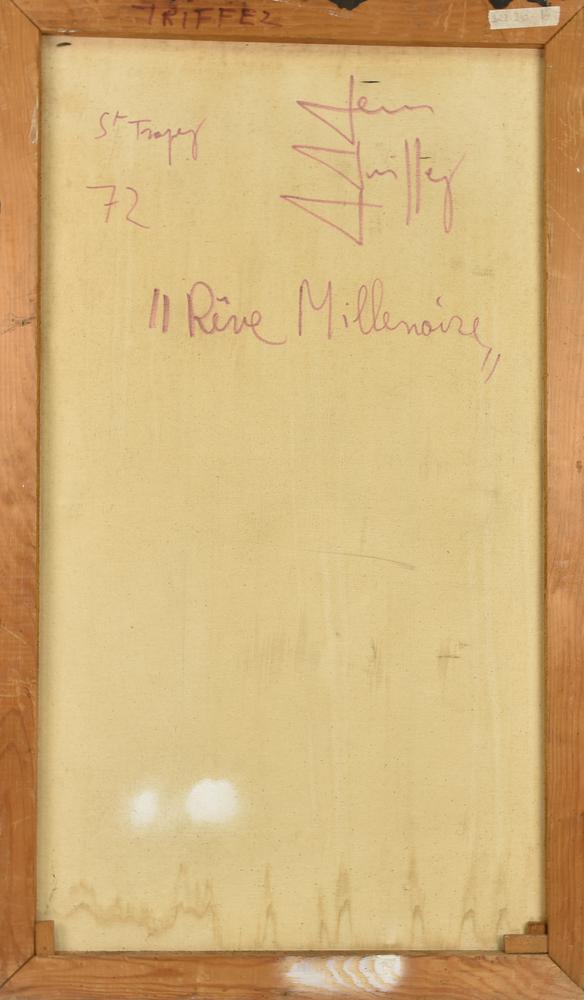 TRIFFEZ
St Tropez
Jean
Triffez
72
"Rêve Millenaire"